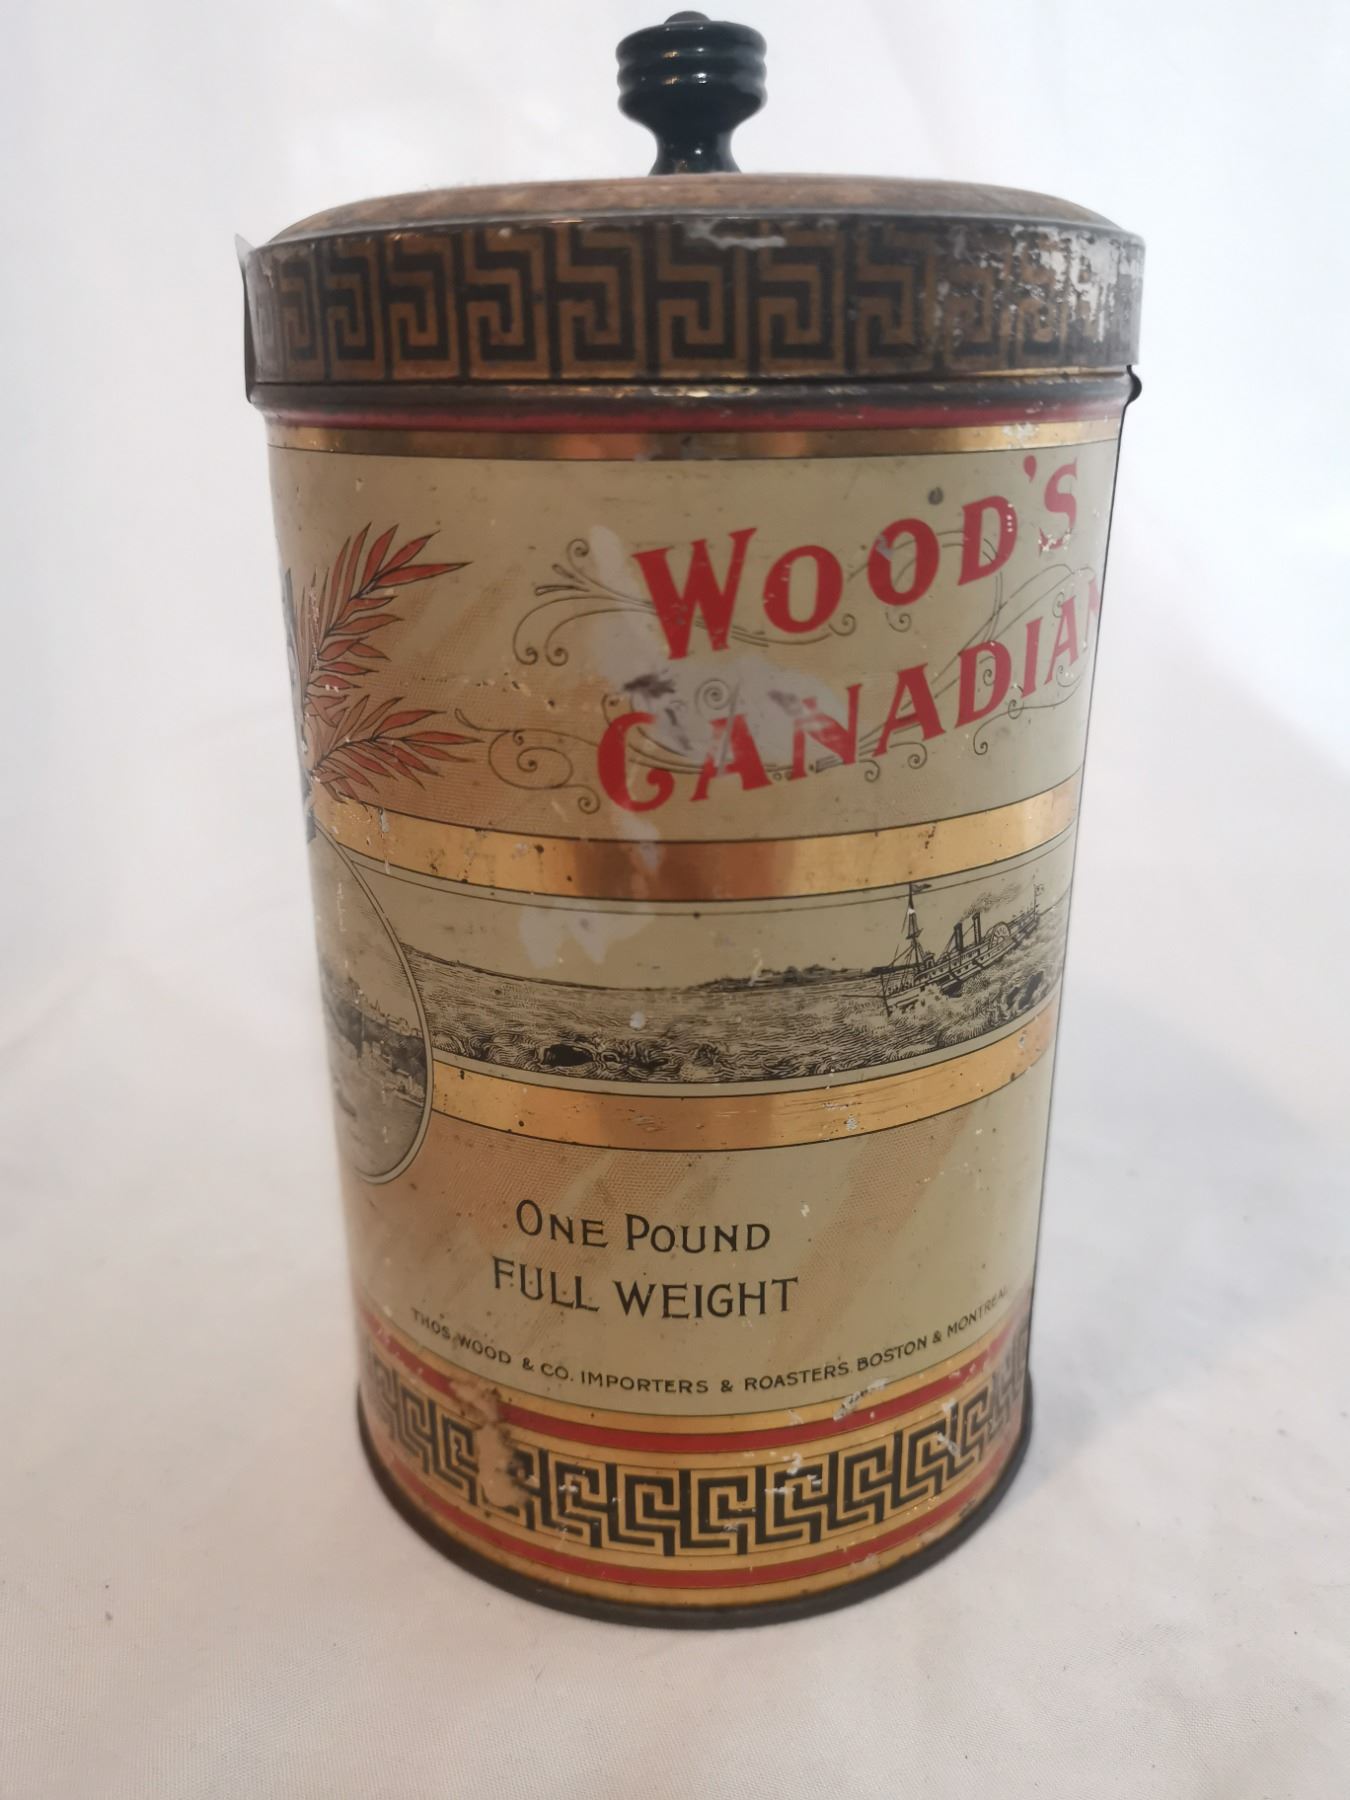 WOOD'S
CANADIAN
ONE POUND
FULL WEIGHT
THOS. WOOD & CO. IMPORTERS & ROASTERS. BOSTON & MONTREAL